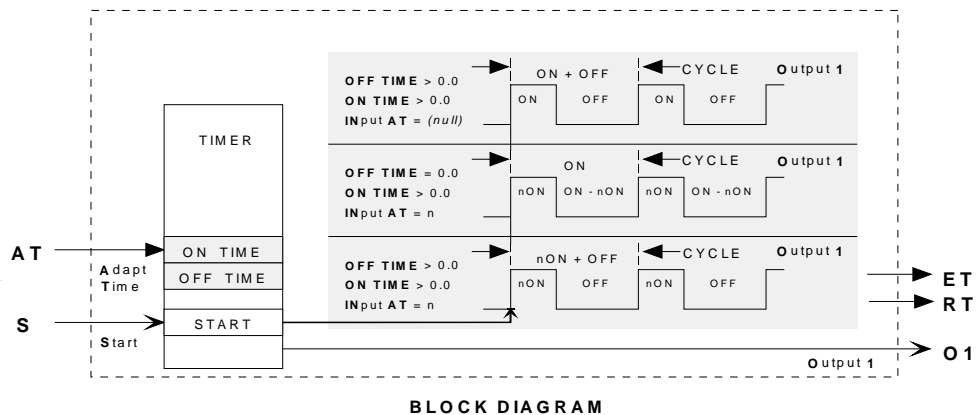 OFF TIME > 0.0
ON TIME > 0.0
INput AT = (null)
ON + OFF
CYCLE
Output 1
ON
OFF
ON
OFF
OFF TIME = 0.0
ON TIME > 0.0
INput AT = n
ON
CYCLE
Output 1
nON
ON - nON
nON
ON - nON
OFF TIME > 0.0
ON TIME > 0.0
INput AT = n
nON + OFF
CYCLE
Output 1
nON
OFF
nON
OFF
TIMER
AT
Adapt
Time
ON TIME
OFF TIME
S
Start
START
ET
RT
O1
Output 1
BLOCK DIAGRAM